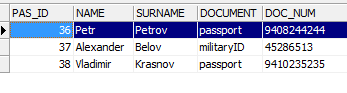 PAS_ID NAME SURNAME DOCUMENT DOC_NUM
36 Petr Petrov passport 9408244244
37 Alexander Belov militaryID 45286513
38 Vladimir Krasnov passport 9410235235